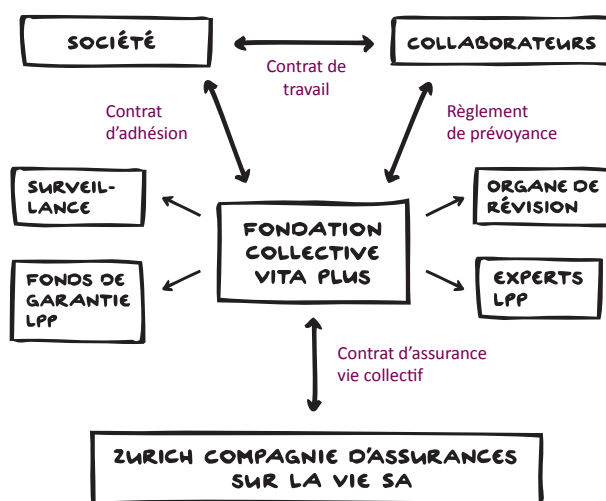 SOCIÉTÉ
COLLABORATEURS
Contrat de
travail
Contrat
d'adhésion
Règlement
de prévoyance
SURVEIL-
LANCE
ORGANE DE
RÉVISION
FONDATION
COLLECTIVE
VITA PLUS
FONDS DE
GARANTIE
LPP
EXPERTS
LPP
Contrat d'assurance
vie collectif
ZURICH COMPAGNIE D'ASSURANCES
SUR LA VIE SA